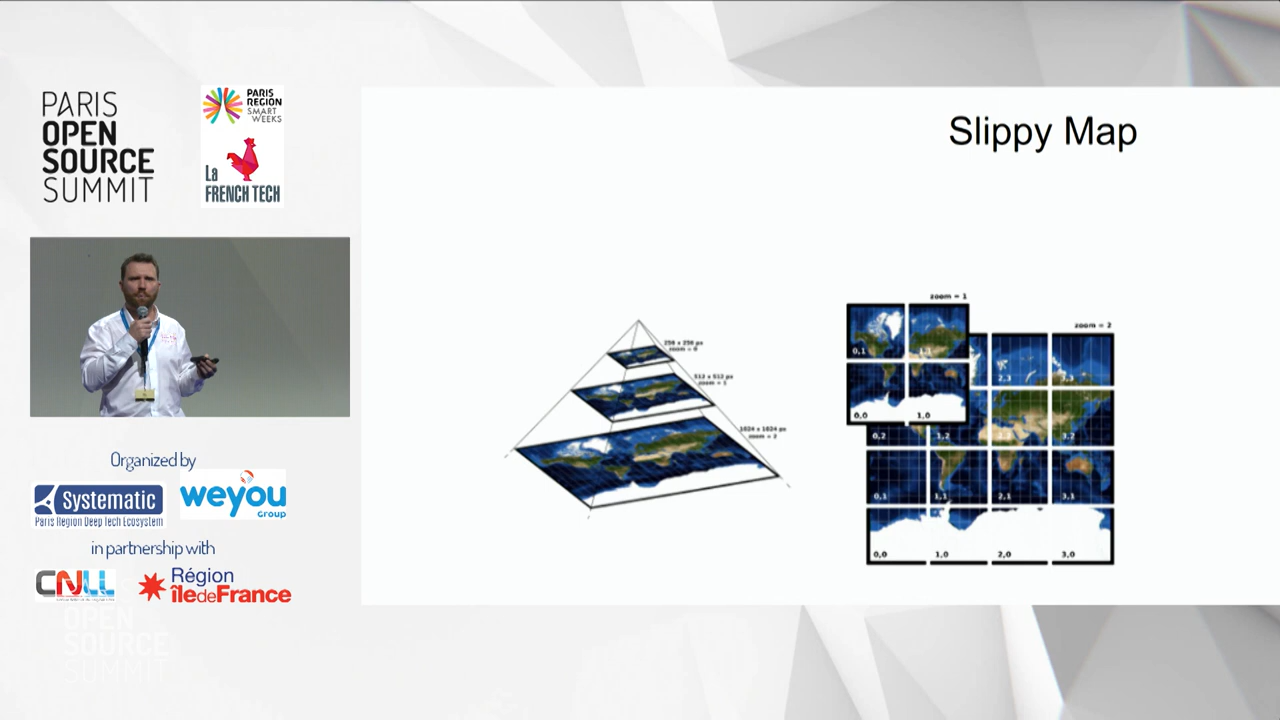 PARIS
OPEN
SOURCE
SUMMIT
PARIS
REGION
SMART
WEEKS
La
FRENCH TECH
Organized by
Systematic
Paris Region Deep Tech Ecosystem
weyou
Group
in partnership with
CNLL
Région
îledeFrance
OPEN
SOURCE
SUMMIT
Slippy Map
256 x 256 px
zoom = 0
512 x 512 px
zoom = 1
1024 x 1024 px
zoom = 2
zoom = 1
0,1
1,1
0,0
1,0
zoom = 2
2,3
0,2
1,2
3,2
0,1
1,1
2,1
3,1
0,0
1,0
2,0
3,0